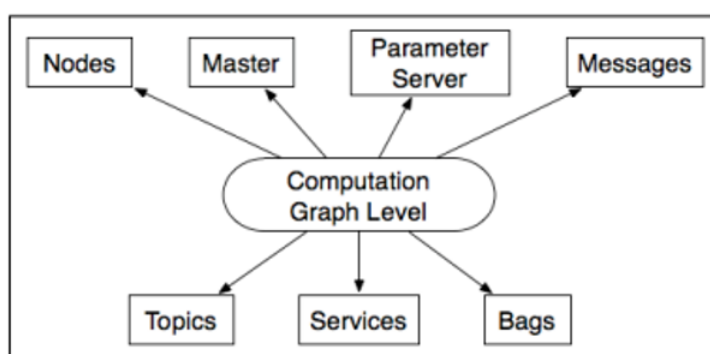 Nodes
Master
Parameter
Server
Messages
Computation
Graph Level
Topics
Services
Bags